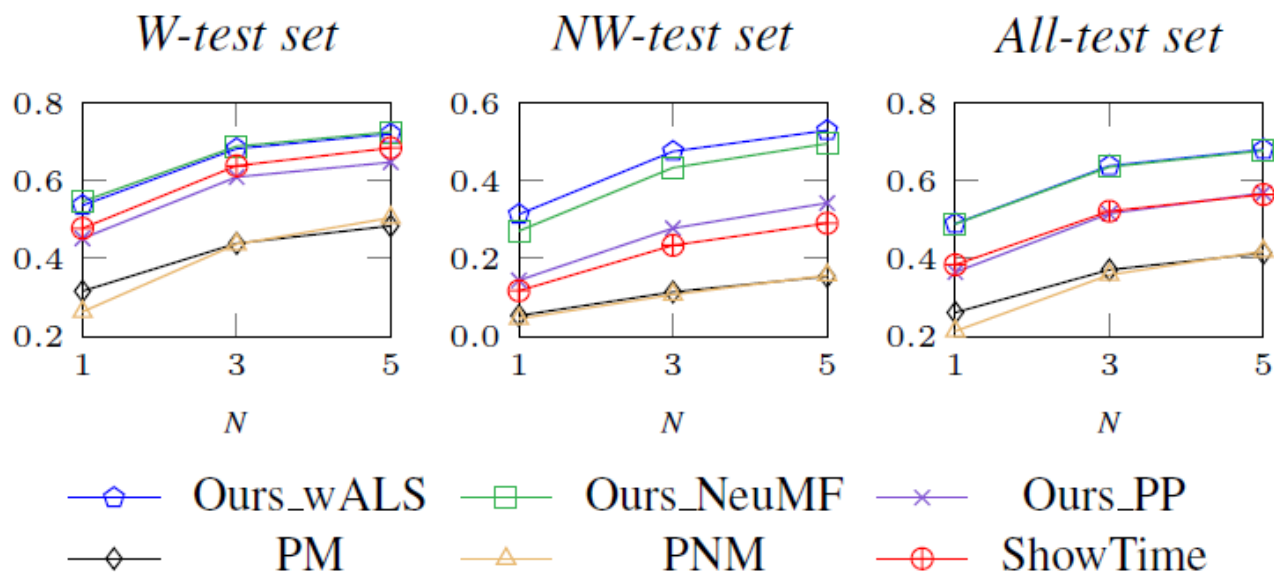 W-test set NW-test set All-test set
0.8 0.6 0.8
0.6 0.4 0.6
0.4 0.2 0.4
0.2 0.0 0.2
1 3 5 1 3 5 1 3 5
N N N
Ours_wALS Ours_NeuMF Ours_PP
PM PNM ShowTime